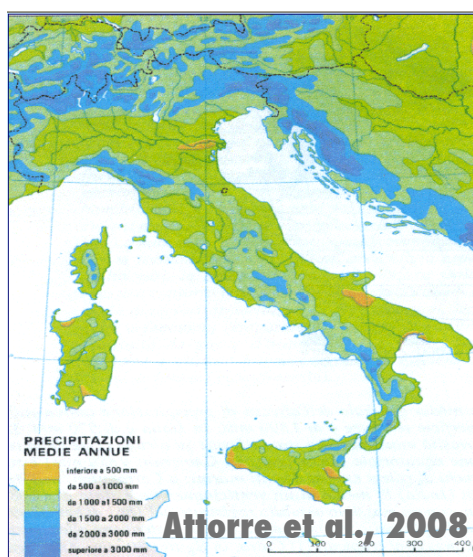 PRECIPITAZIONI
MEDIE ANNUE
inferiore a 500 mm
da 500 a 1000 mm
da 1000 a 1500 mm
da 1500 a 2000 mm
da 2000 a 3000 mm
superiore a 3000 mm
Attorre et al., 2008
0 100 200 400